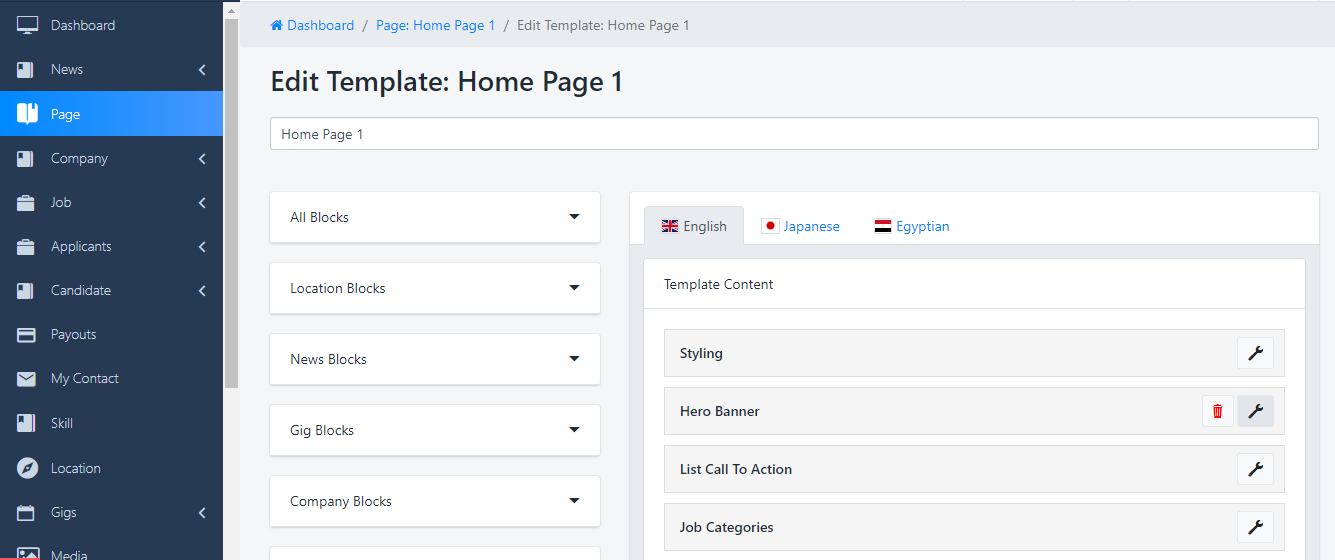 Dashboard
News
Page
Company
Job
Applicants
Candidate
Payouts
My Contact
Skill
Location
Gigs
Media
Dashboard / Page: Home Page 1 / Edit Template: Home Page 1
Edit Template: Home Page 1
Home Page 1
All Blocks
Location Blocks
News Blocks
Gig Blocks
Company Blocks
English Japanese Egyptian
Template Content
Styling
Hero Banner
List Call To Action
Job Categories